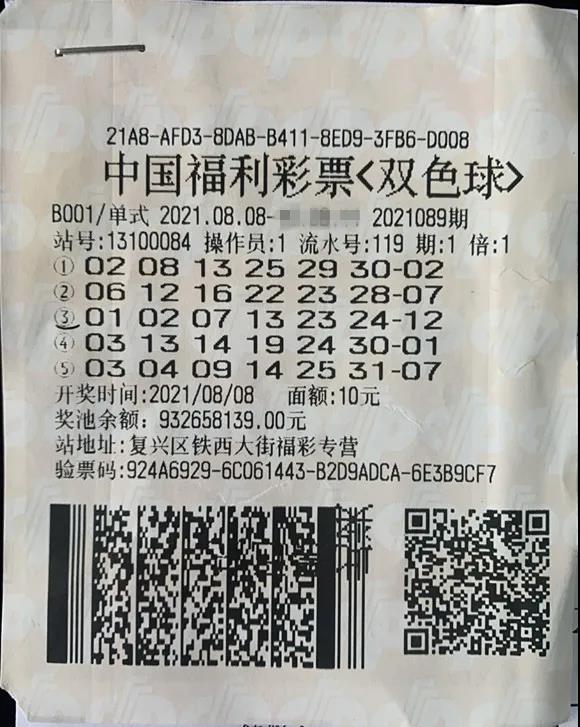 21A8-AFD3-8DAB-B411-8ED9-3FB6-D008
中国福利彩票<双色球>
B001/单式 2021.08.08- 2021089期
站号:13100084 操作员:1 流水号:119 期:1 倍:1
① 02 08 13 25 29 30-02
② 06 12 16 22 23 28-07
③ 01 02 07 13 23 24-12
④ 03 13 14 19 24 30-01
⑤ 03 04 09 14 25 31-07
开奖时间:2021/08/08 面额:10元
奖池余额: 932658139.00元
站地址:复兴区铁西大街福彩专营
验票码:924A6929-6C061443-B2D9ADCA-6E3B9CF7